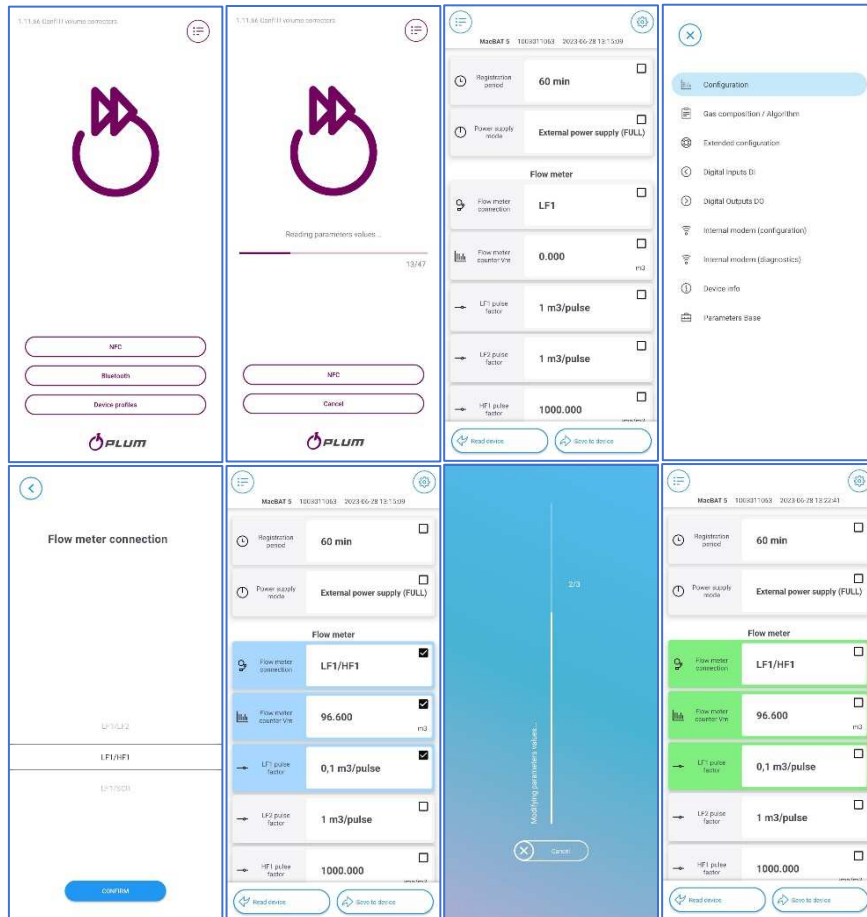 1.11.66 Confit! volume correctors
NFC
Bluetooth
Device profiles
PLUM
1.11.66 Confit! volume correctors
Reading parameters values...
13/47
NFC
Cancel
PLUM
MacBAT 5 1003011063 2023-06-28 13:15:09
Registration period
60 min
Power supply mode
External power supply (FULL)
Flow meter
Flow meter connection
LF1
Flow meter counter Vm
0.000
m3
LF1 pulse factor
1 m3/pulse
LF2 pulse factor
1 m3/pulse
HF1 pulse factor
1000.000
Read device
Save to device
Configuration
Gas composition / Algorithm
Extended configuration
Digital Inputs DI
Digital Outputs DO
Internal modem (configuration)
Internal modem (diagnostics)
Device info
Parameters Base
Flow meter connection
LF1/LF2
LF1/HF1
LF1/SCR
CONFIRM
MacBAT 5 1003011063 2023-06-28 13:15:09
Registration period
60 min
Power supply mode
External power supply (FULL)
Flow meter
Flow meter connection
LF1/HF1
Flow meter counter Vm
96.600
m3
LF1 pulse factor
0,1 m3/pulse
LF2 pulse factor
1 m3/pulse
HF1 pulse factor
1000.000
Read device
Save to device
2/3
Modifying parameters values...
Cancel
MacBAT 5 1003011063 2023-06-28 13:22:41
Registration period
60 min
Power supply mode
External power supply (FULL)
Flow meter
Flow meter connection
LF1/HF1
Flow meter counter Vm
96.600
m3
LF1 pulse factor
0,1 m3/pulse
LF2 pulse factor
1 m3/pulse
HF1 pulse factor
1000.000
Read device
Save to device